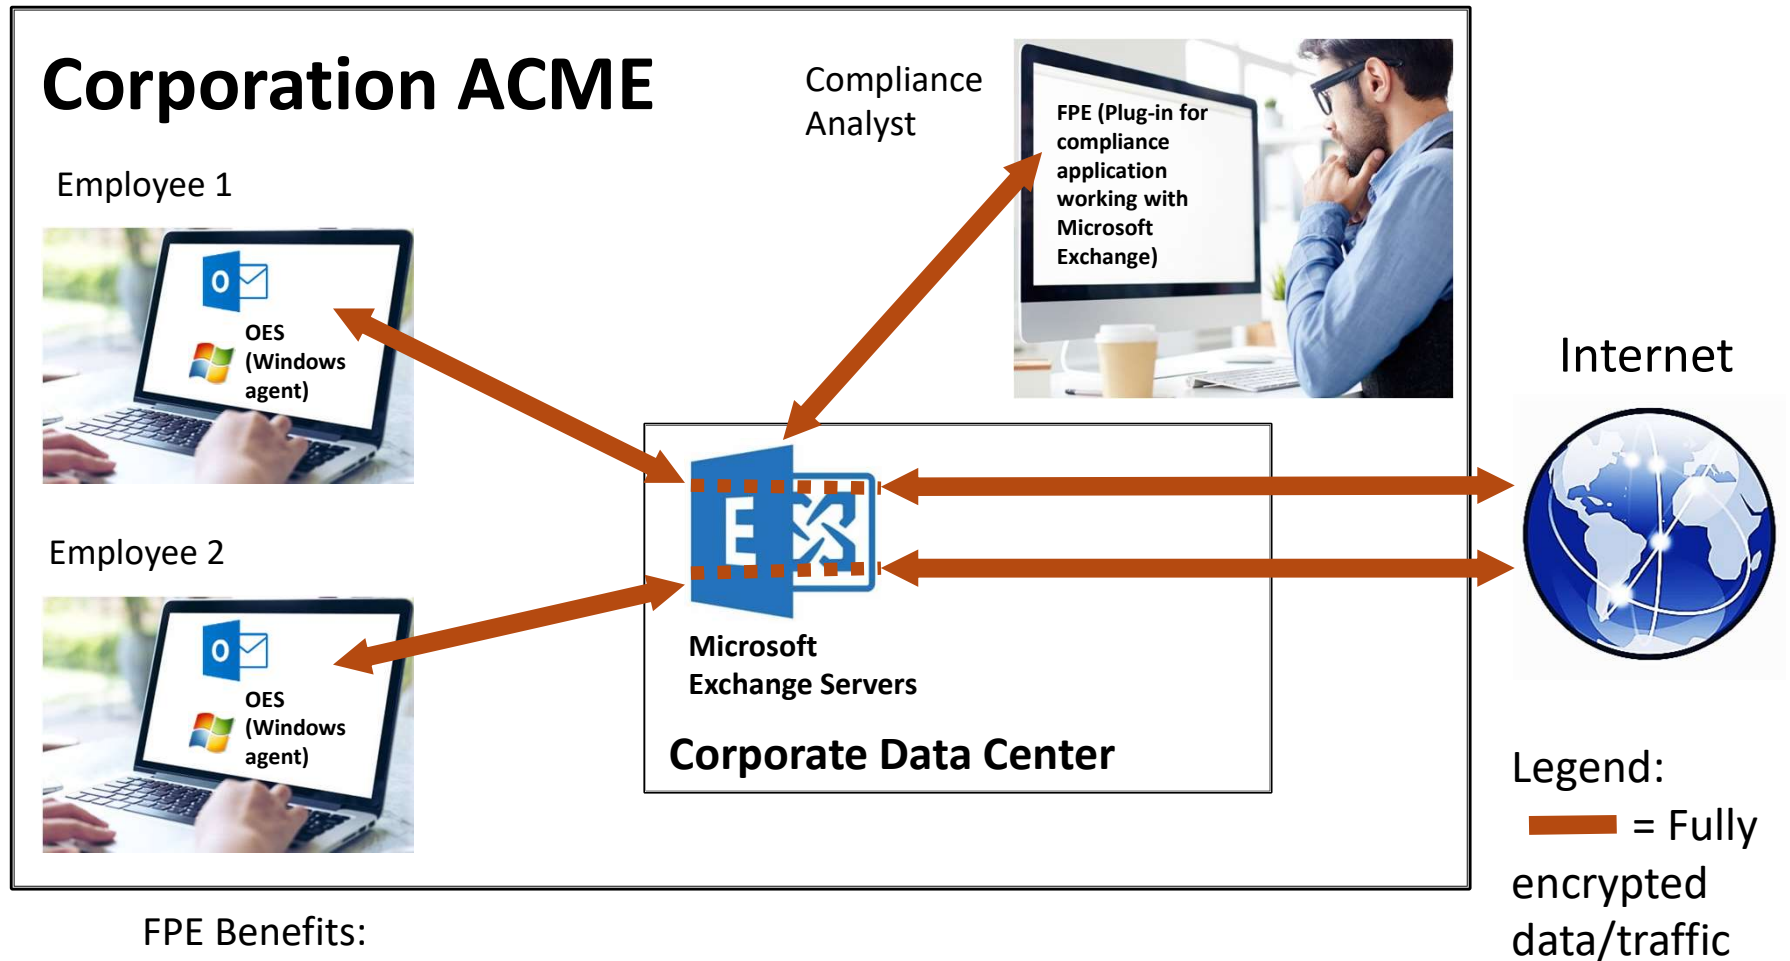 Corporation ACME
Compliance
Analyst
FPE (Plug-in for
compliance
application
working with
Microsoft
Exchange)
Employee 1
O
OES
(Windows
agent)
Internet
E
Employee 2
O
OES
(Windows
agent)
Microsoft
Exchange Servers
Corporate Data Center
Legend:
= Fully
encrypted
data/traffic
FPE Benefits: